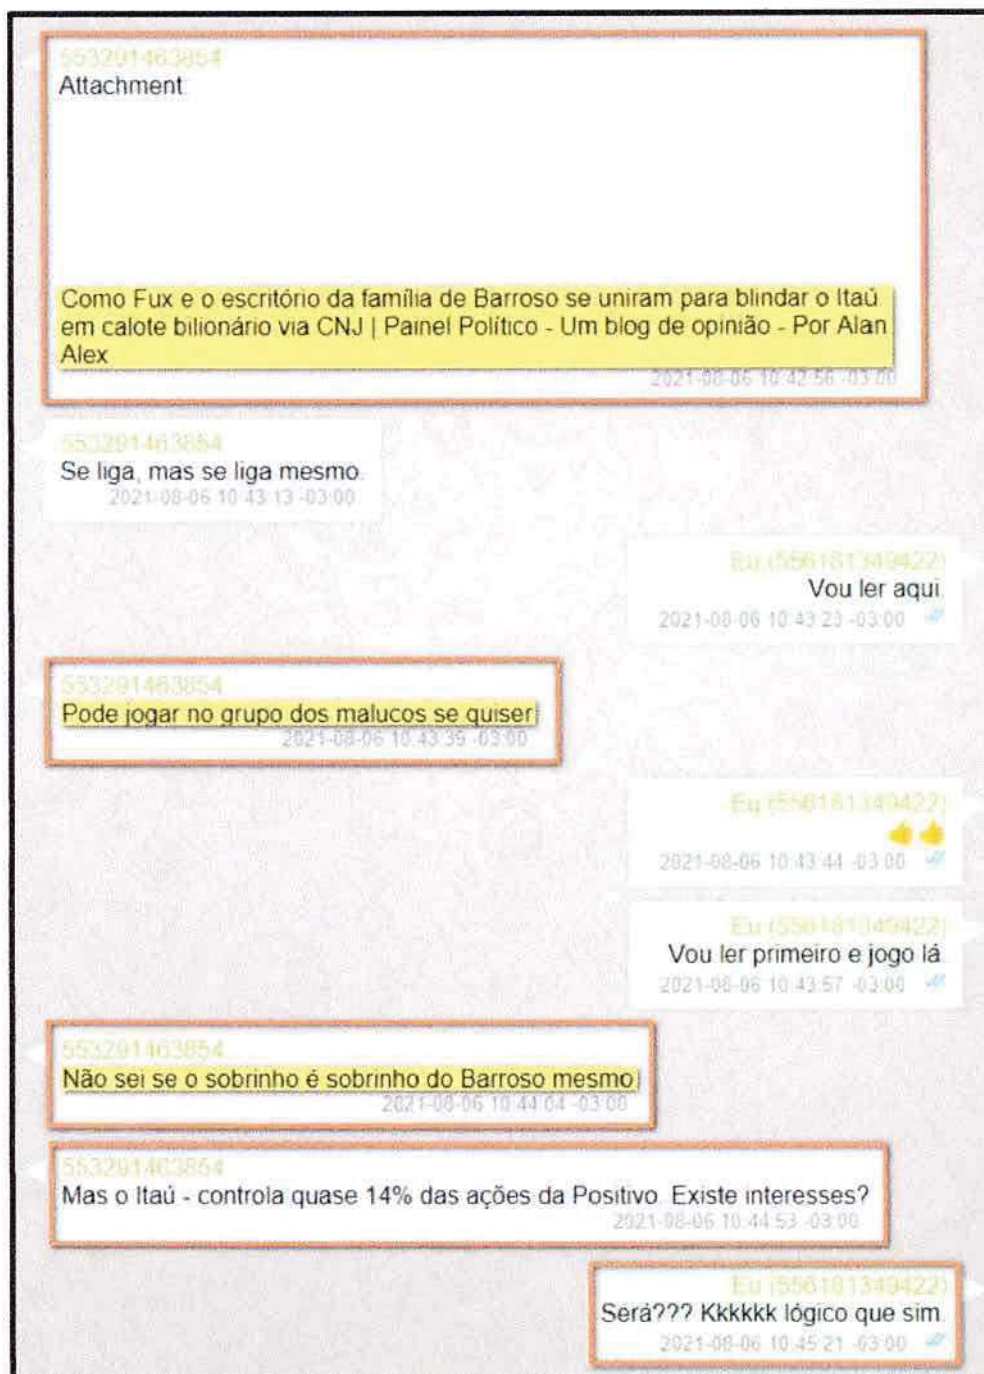 553291463854
Attachment
Como Fux e o escritório da família de Barroso se uniram para blindar o Itaú
em calote bilionário via CNJ | Painel Político - Um blog de opinião - Por Alan
Alex
2021-08-06 10:42:56 -03:00
553291463854
Se liga, mas se liga mesmo.
2021-08-06 10:43:13 -03:00
Eu (556181349422)
Vou ler aqui.
2021-08-06 10:43:23 -03:00
553291463854
Pode jogar no grupo dos malucos se quiser
2021-08-06 10:43:39 -03:00
Eu (556181349422)
👍👍
2021-08-06 10:43:44 -03:00
Eu (556181349422)
Vou ler primeiro e jogo lá.
2021-08-06 10:43:57 -03:00
553291463854
Não sei se o sobrinho é sobrinho do Barroso mesmo
2021-08-06 10:44:04 -03:00
553291463854
Mas o Itaú - controla quase 14% das ações da Positivo. Existe interesses?
2021-08-06 10:44:53 -03:00
Eu (556181349422)
Será??? Kkkkkk lógico que sim.
2021-08-06 10:45:21 -03:00